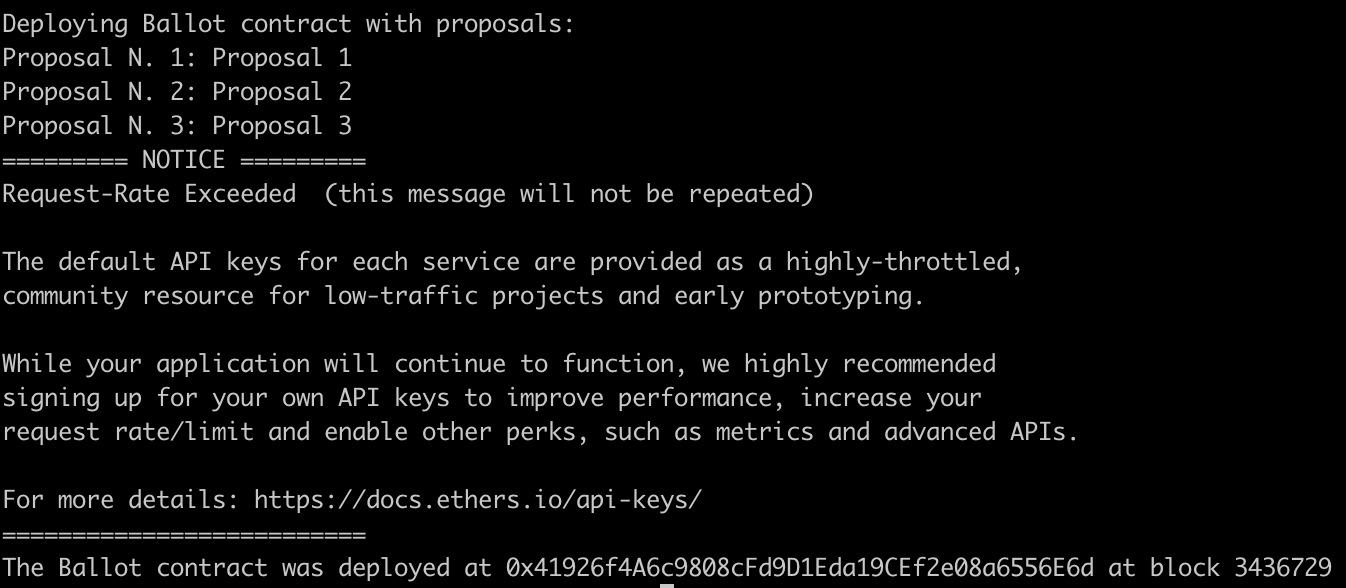 Deploying Ballot contract with proposals:
Proposal N. 1: Proposal 1
Proposal N. 2: Proposal 2
Proposal N. 3: Proposal 3
========= NOTICE =========
Request-Rate Exceeded  (this message will not be repeated)
The default API keys for each service are provided as a highly-throttled,
community resource for low-traffic projects and early prototyping.
While your application will continue to function, we highly recommended
signing up for your own API keys to improve performance, increase your
request rate/limit and enable other perks, such as metrics and advanced APIs.
For more details: https://docs.ethers.io/api-keys/
==========================
The Ballot contract was deployed at 0x41926f4A6c9808cFd9D1Eda19CEf2e08a6556E6d at block 3436729